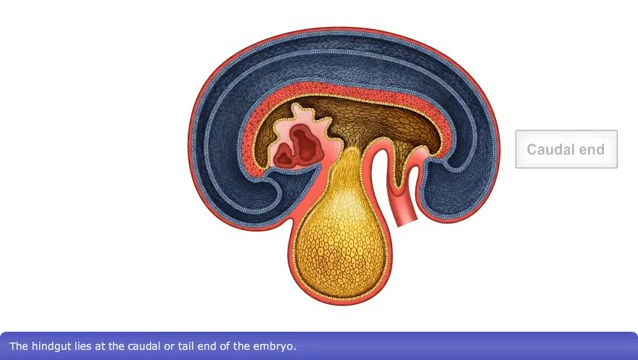 Caudal end
The hindgut lies at the caudal or tail end of the embryo.